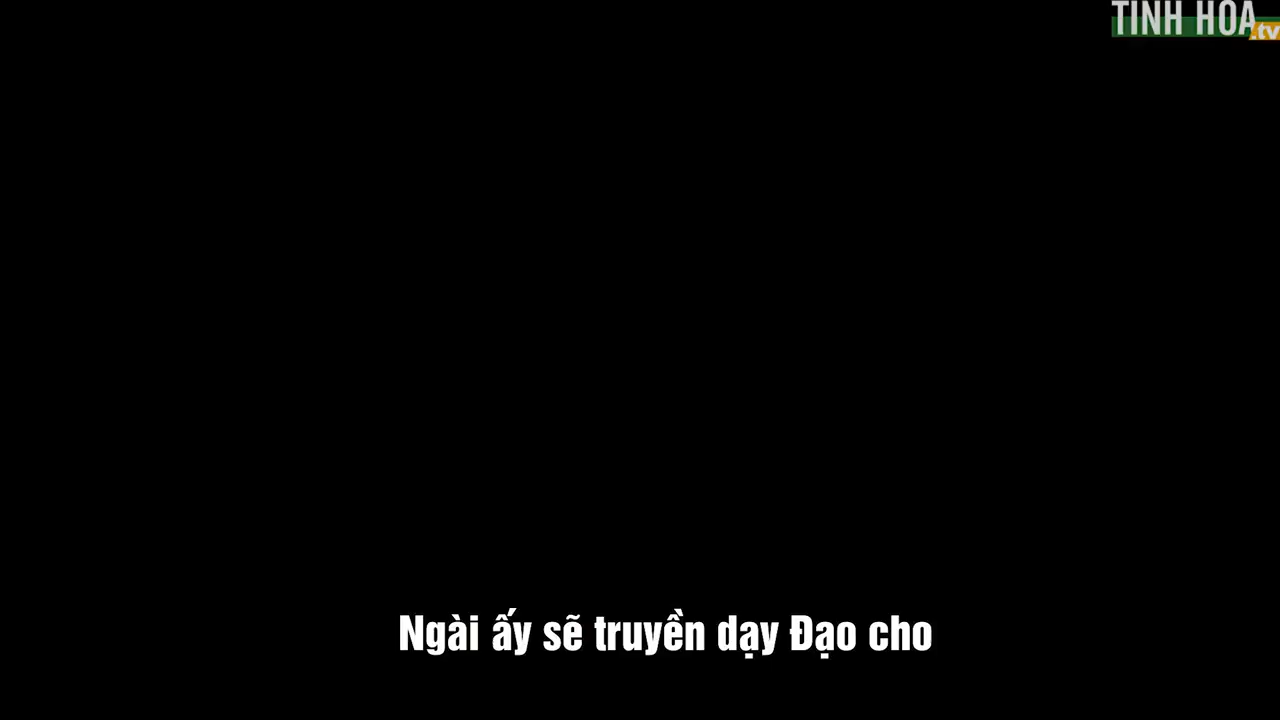 TINH HOA
.tv
Ngài ấy sẽ truyền dạy Đạo cho